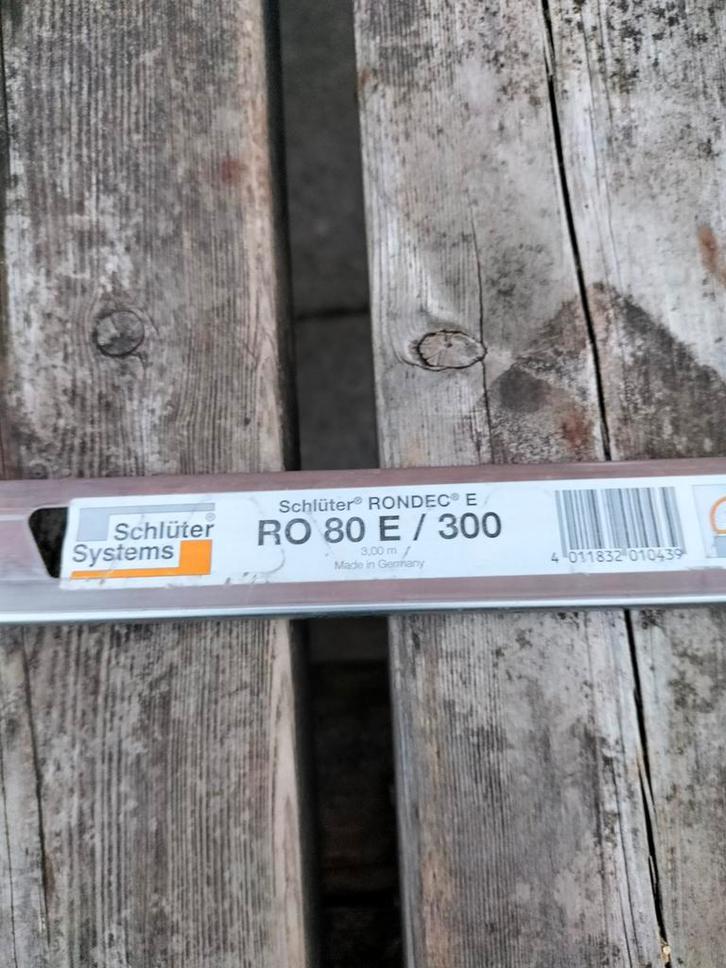 Schlüter®
Systems
Schlüter® RONDEC® E
RO 80 E / 300
3,00 m
Made in Germany
4 011832 010439